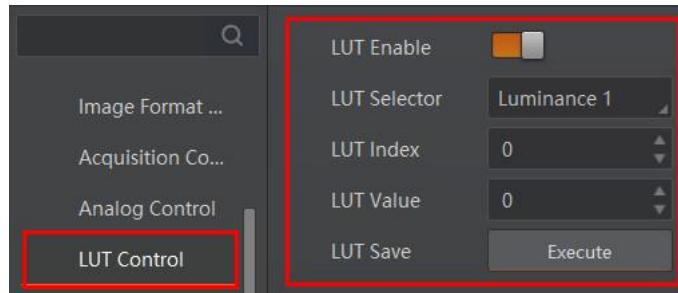 Image Format ...
Acquisition Co...
Analog Control
LUT Control
LUT Enable
LUT Selector Luminance 1
LUT Index 0
LUT Value 0
LUT Save Execute